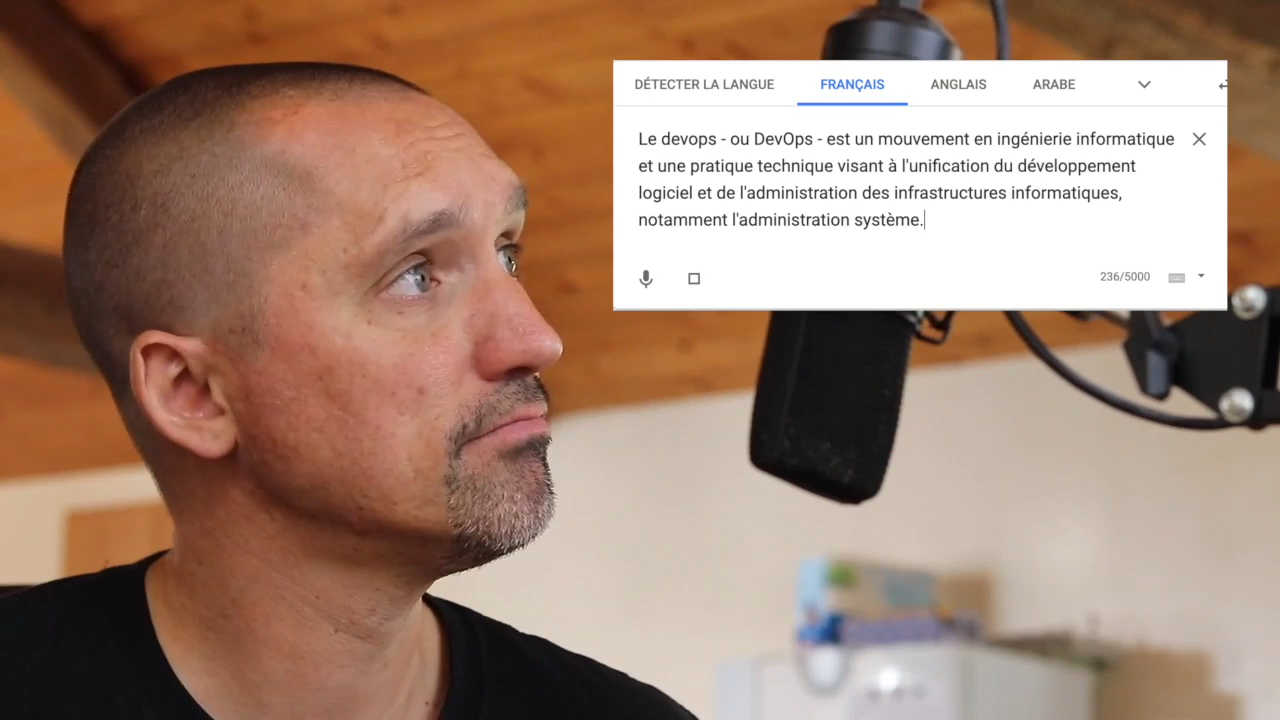 DÉTECTER LA LANGUE FRANÇAIS ANGLAIS ARABE
Le devops - ou DevOps - est un mouvement en ingénierie informatique
et une pratique technique visant à l'unification du développement
logiciel et de l'administration des infrastructures informatiques,
notamment l'administration système.
236/5000